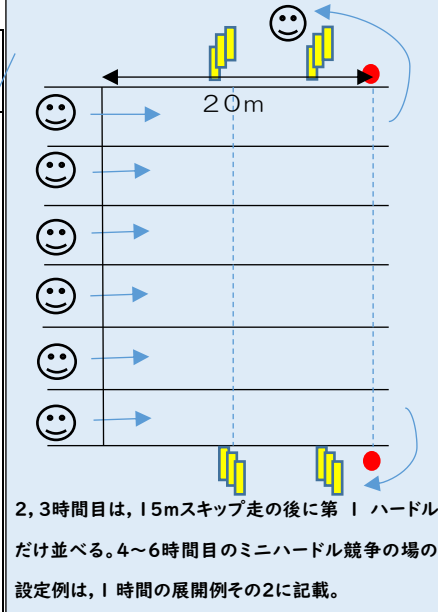 20m
2,3時間目は,15mスキップ走の後に第 1 ハードル
だけ並べる。4~6時間目のミニハードル競争の場の
設定例は,1時間の展開例その2に記載。